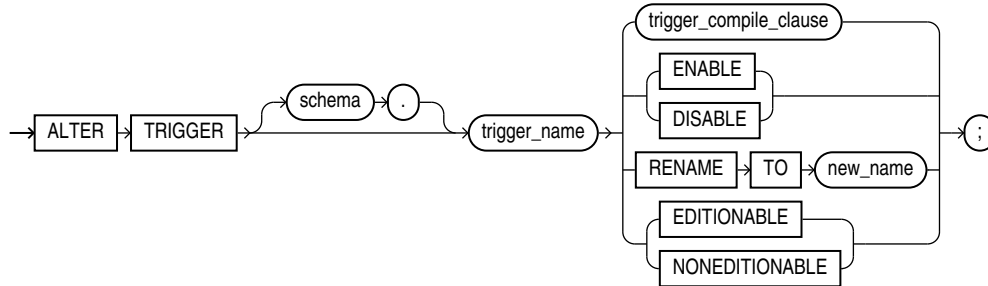 trigger_compile_clause
ENABLE
schema .
DISABLE
ALTER TRIGGER trigger_name ;
RENAME TO new_name
EDITIONABLE
NONEDITIONABLE